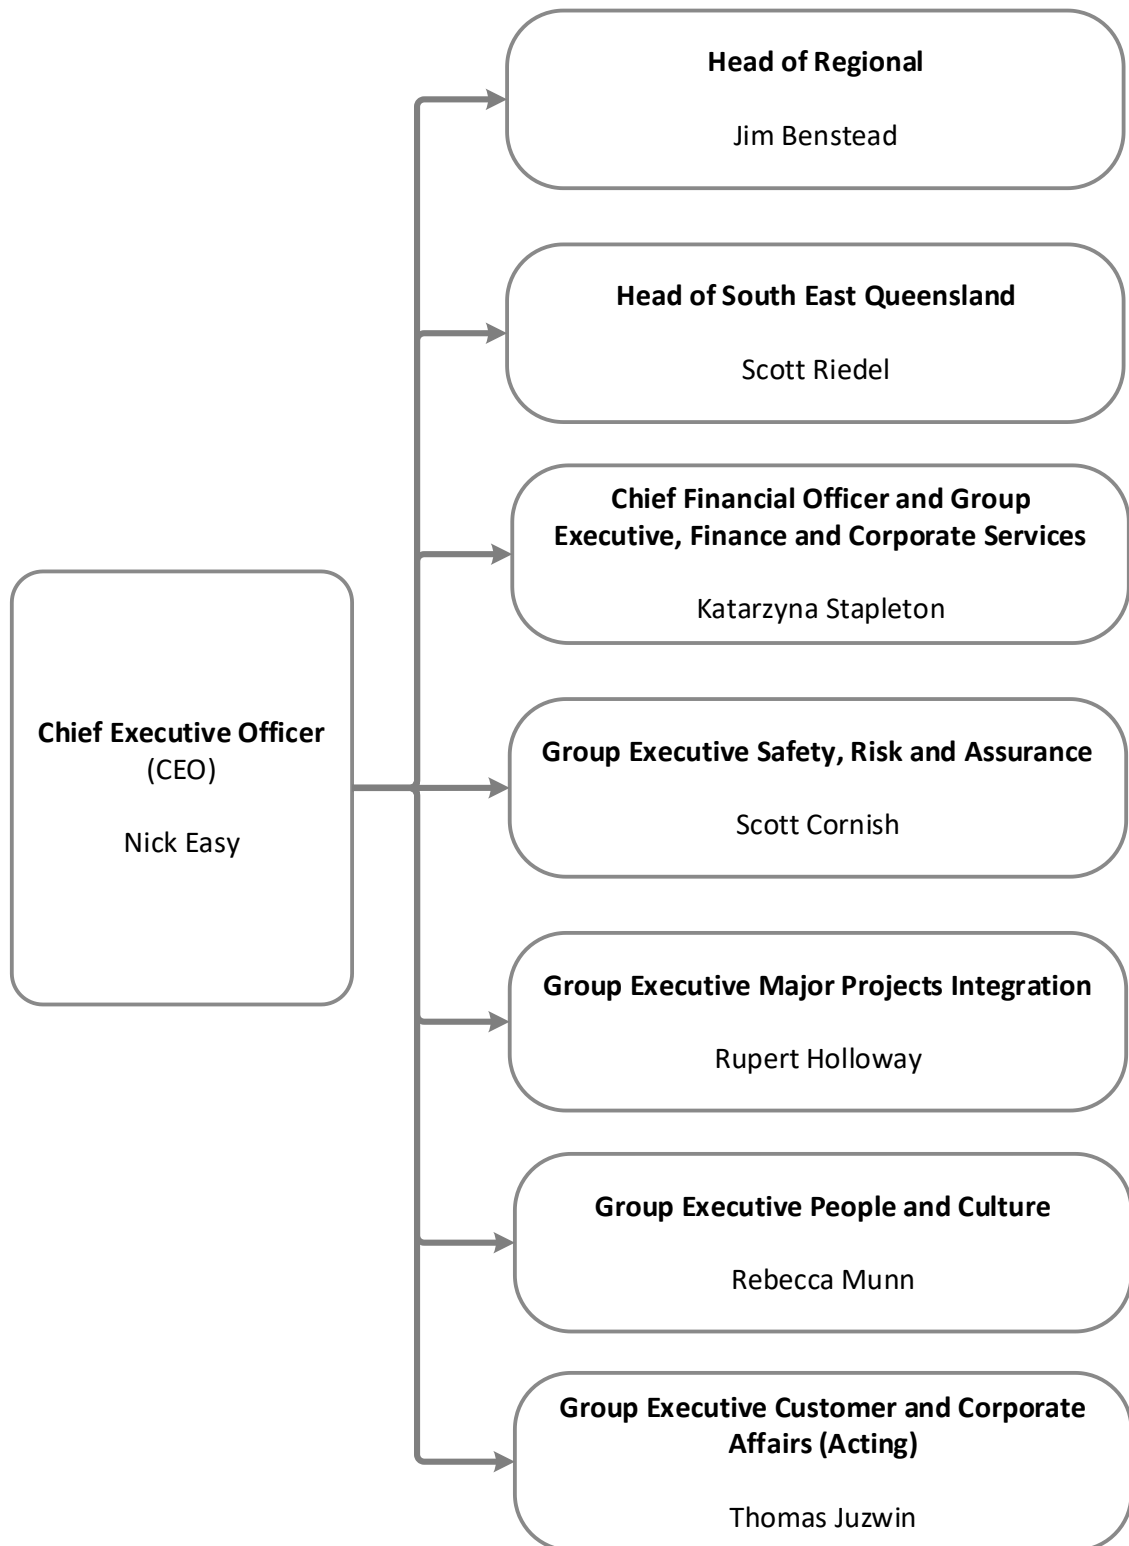 Head of Regional
Jim Benstead
Head of South East Queensland
Scott Riedel
Chief Financial Officer and Group
Executive, Finance and Corporate Services
Katarzyna Stapleton
Chief Executive Officer
(CEO)
Nick Easy
Group Executive Safety, Risk and Assurance
Scott Cornish
Group Executive Major Projects Integration
Rupert Holloway
Group Executive People and Culture
Rebecca Munn
Group Executive Customer and Corporate
Affairs (Acting)
Thomas Juzwin